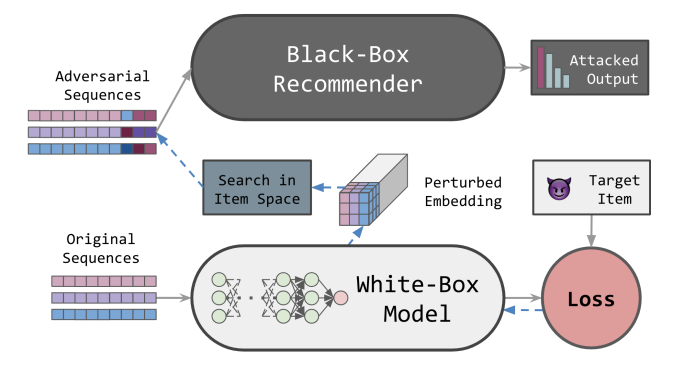 Black-Box
Recommender
Attacked
Output
Adversarial
Sequences
Search in
Item Space
Perturbed
Embedding
Target
Item
Original
Sequences
White-Box
Model
Loss